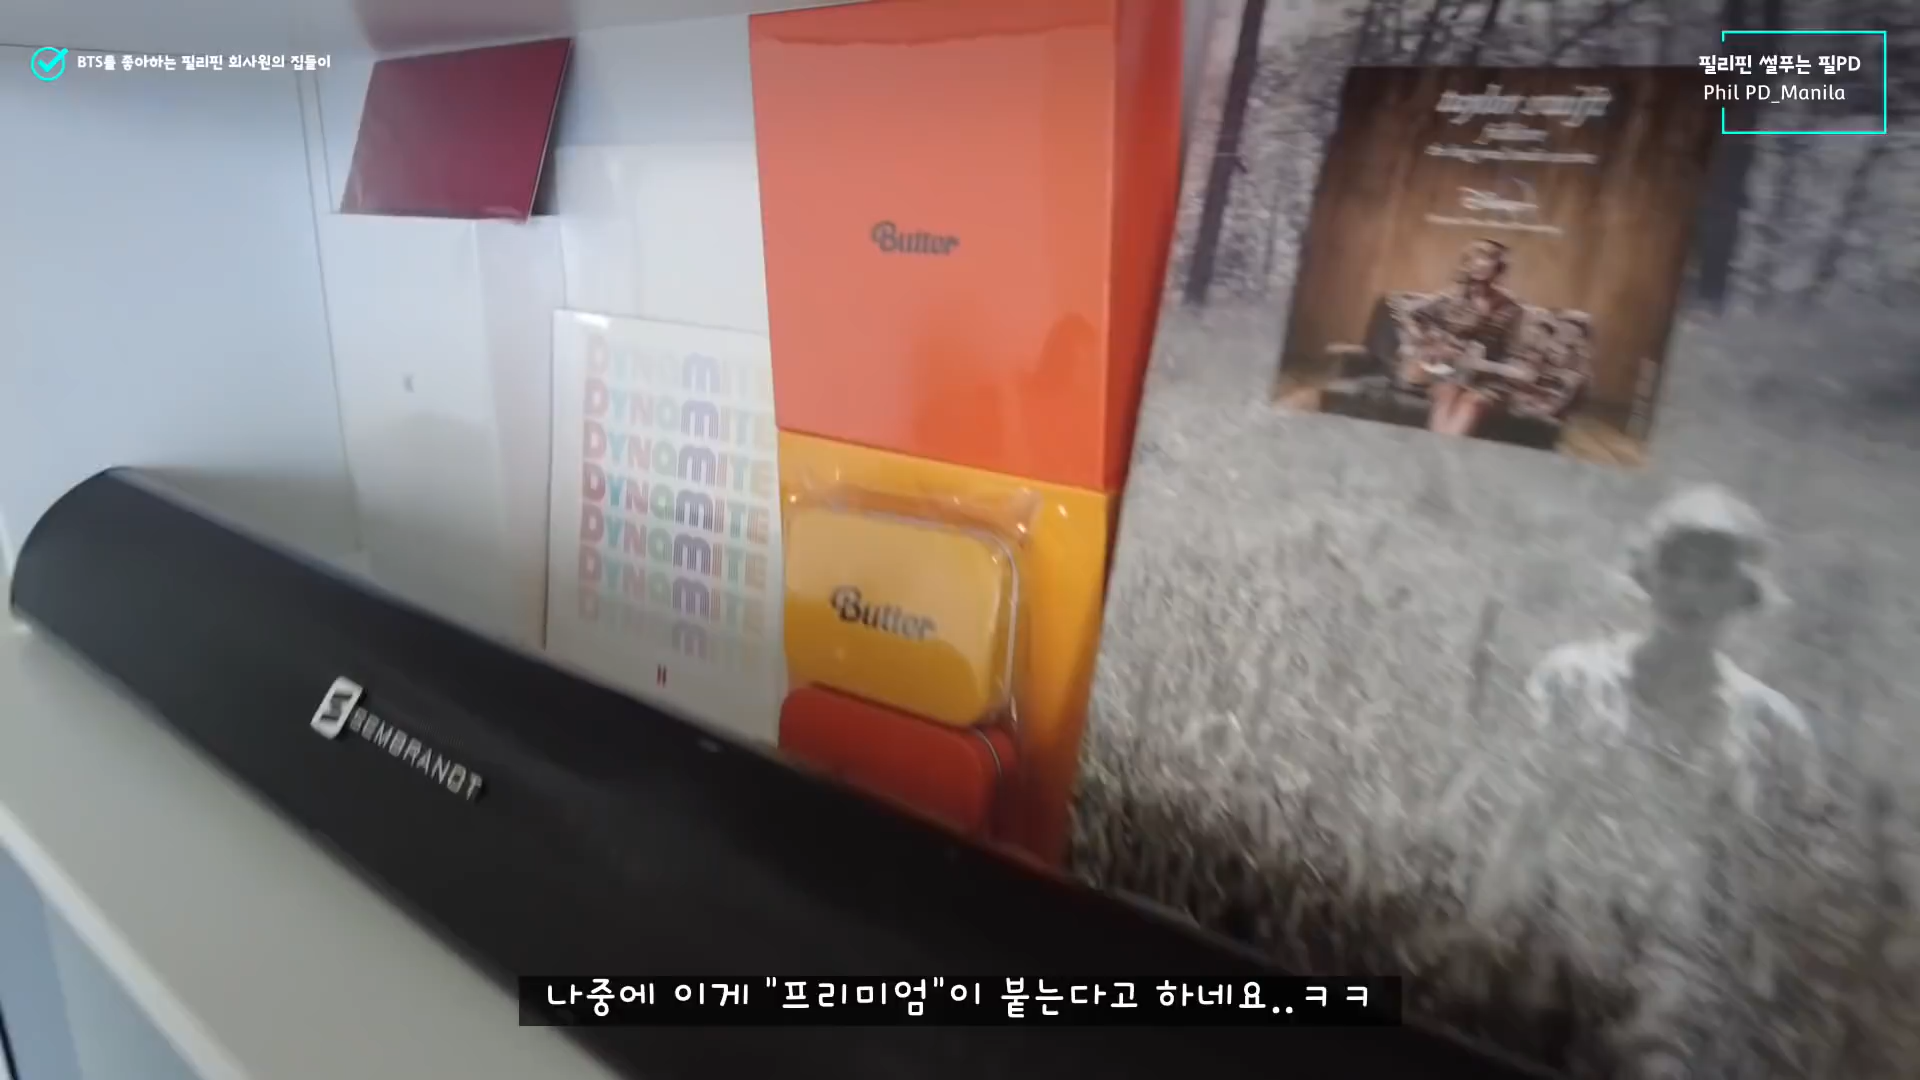 BTS를 좋아하는 필리핀 회사원의 집들이
필리핀 썰푸는 필PD
Phil PD_Manila
taylor swift
Butter
DYNAMITE
DYNAMITE
DYNAMITE
DYNAMITE
DYNAMITE
DYNAMITE
DYNAMITE
Butter
SEMBRANDT
나중에 이게 "프리미엄"이 붙는다고 하네요..ㅋㅋ